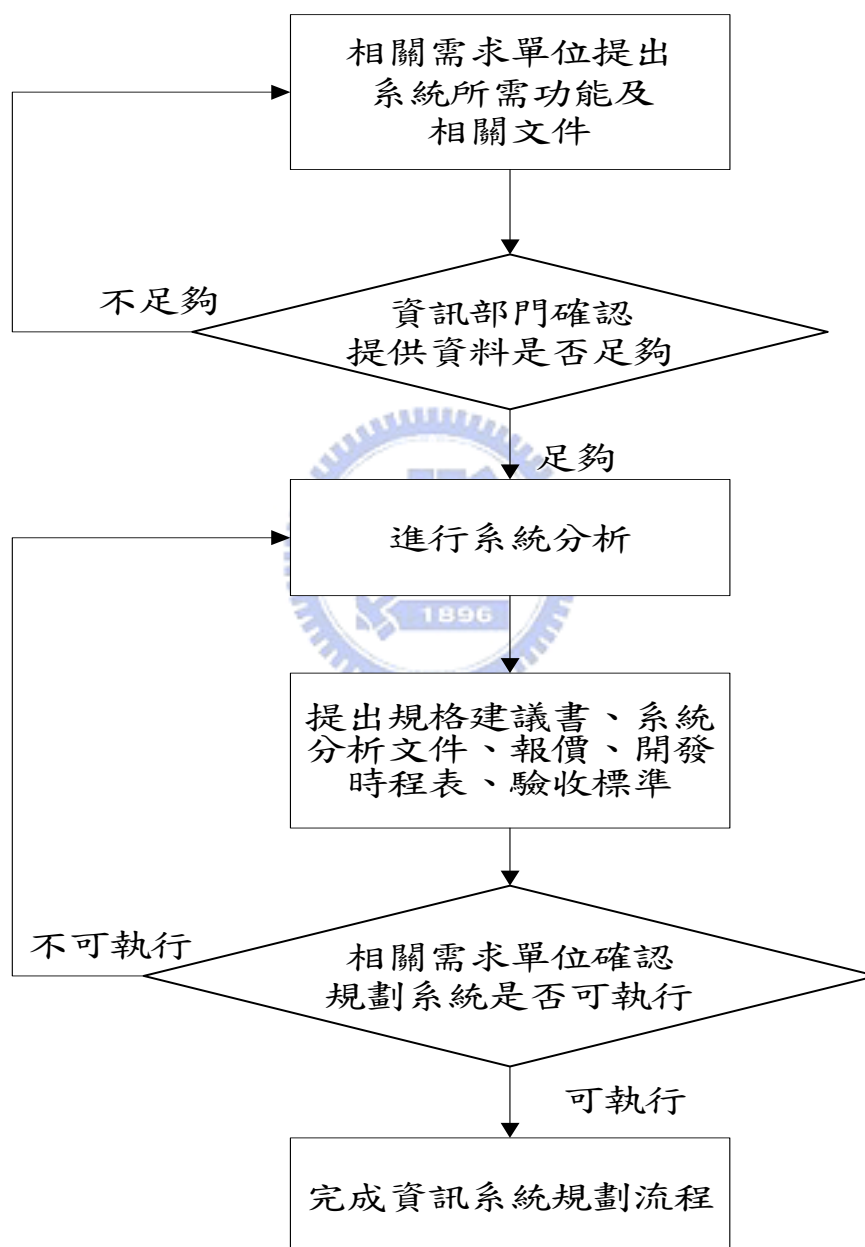 相關需求單位提出
系統所需功能及
相關文件
不足夠
資訊部門確認
提供資料是否足夠
足夠
進行系統分析
1896
提出規格建議書、系統
分析文件、報價、開發
時程表、驗收標準
不可執行
相關需求單位確認
規劃系統是否可執行
可執行
完成資訊系統規劃流程